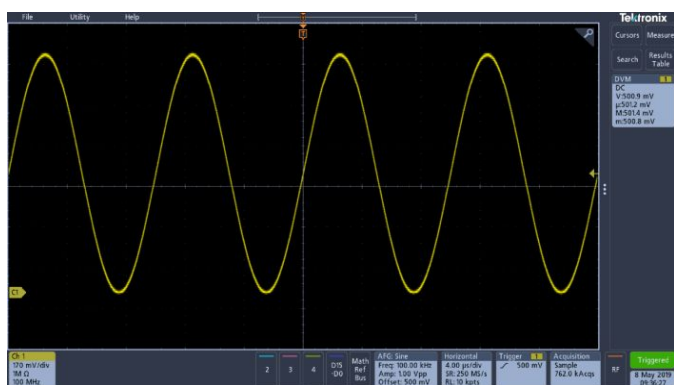 File Utility Help
Tektronix
Cursors Measure
Search Results Table
DVM 1
DC
V:500.9 mV
μ:501.2 mV
M:501.4 mV
m:500.8 mV
C1
Ch 1
170 mV/div
1M Ω
100 MHz
2
3
4
D15
-D0
Math
Ref
Bus
AFG: Sine
Freq: 100.00 kHz
Amp: 1.00 Vpp
Offset: 500 mV
Horizontal
4.00 μs/div
SR: 250 MS/s
RL: 10 kpts
Trigger 1
500 mV
Acquisition
Sample
762.0 kAcqs
RF
Triggered
8 May 2019